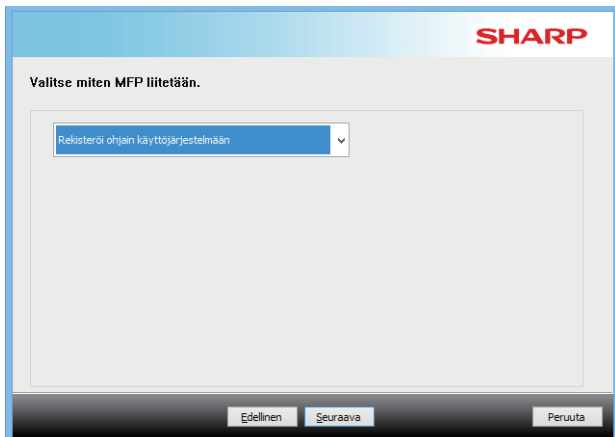 SHARP
Valitse miten MFP liitetään.
Rekisteröi ohjain käyttöjärjestelmään
Edellinen
Seuraava
Peruuta